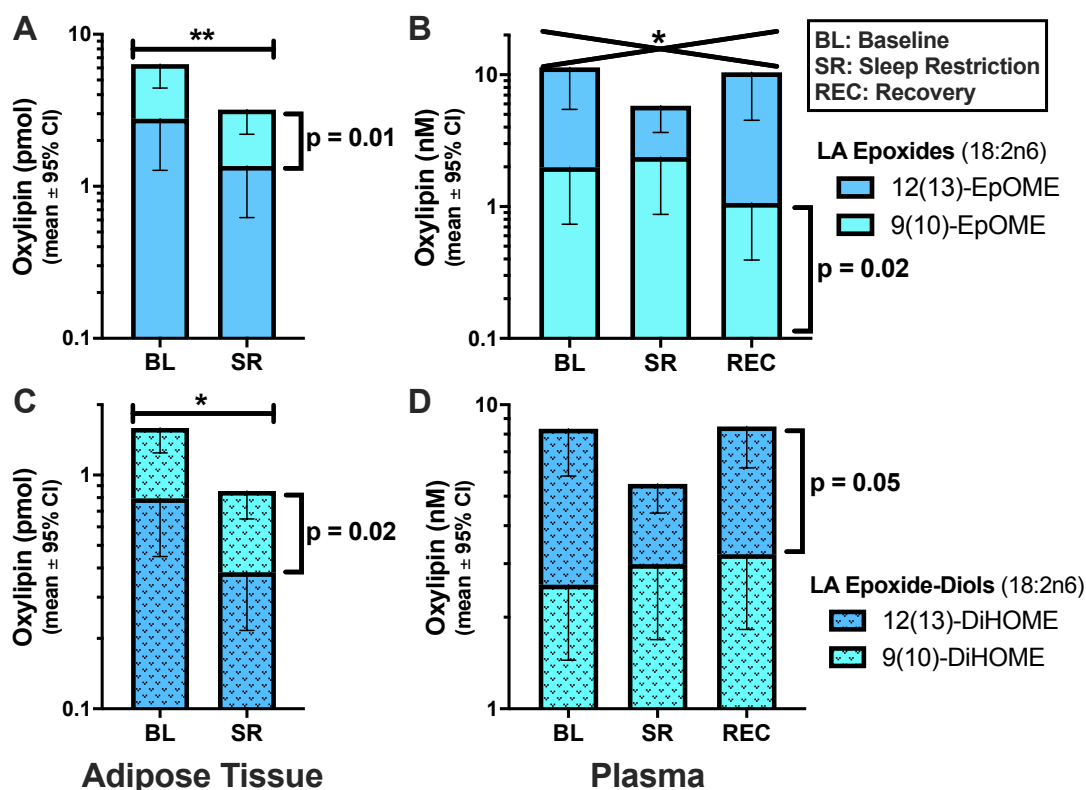 A
**
Oxylipin (pmol)
(mean ± 95% CI)
10
1
0.1
p = 0.01
BL
SR
B
*
Oxylipin (nM)
(mean ± 95% CI)
10
1
0.1
p = 0.02
BL
SR
REC
BL: Baseline
SR: Sleep Restriction
REC: Recovery
LA Epoxides (18:2n6)
12(13)-EpOME
9(10)-EpOME
C
*
Oxylipin (pmol)
(mean ± 95% CI)
1
0.1
p = 0.02
BL
SR
D
Oxylipin (nM)
(mean ± 95% CI)
10
1
p = 0.05
BL
SR
REC
LA Epoxide-Diols (18:2n6)
12(13)-DiHOME
9(10)-DiHOME
Adipose Tissue
Plasma